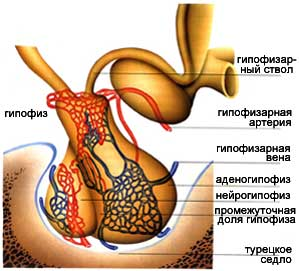 гипофизар-
ный ствол
гипофиз
гипофизарная
артерия
гипофизарная
вена
аденогипофиз
нейрогипофиз
промежуточная
доля гипофиза
турецкое
седло